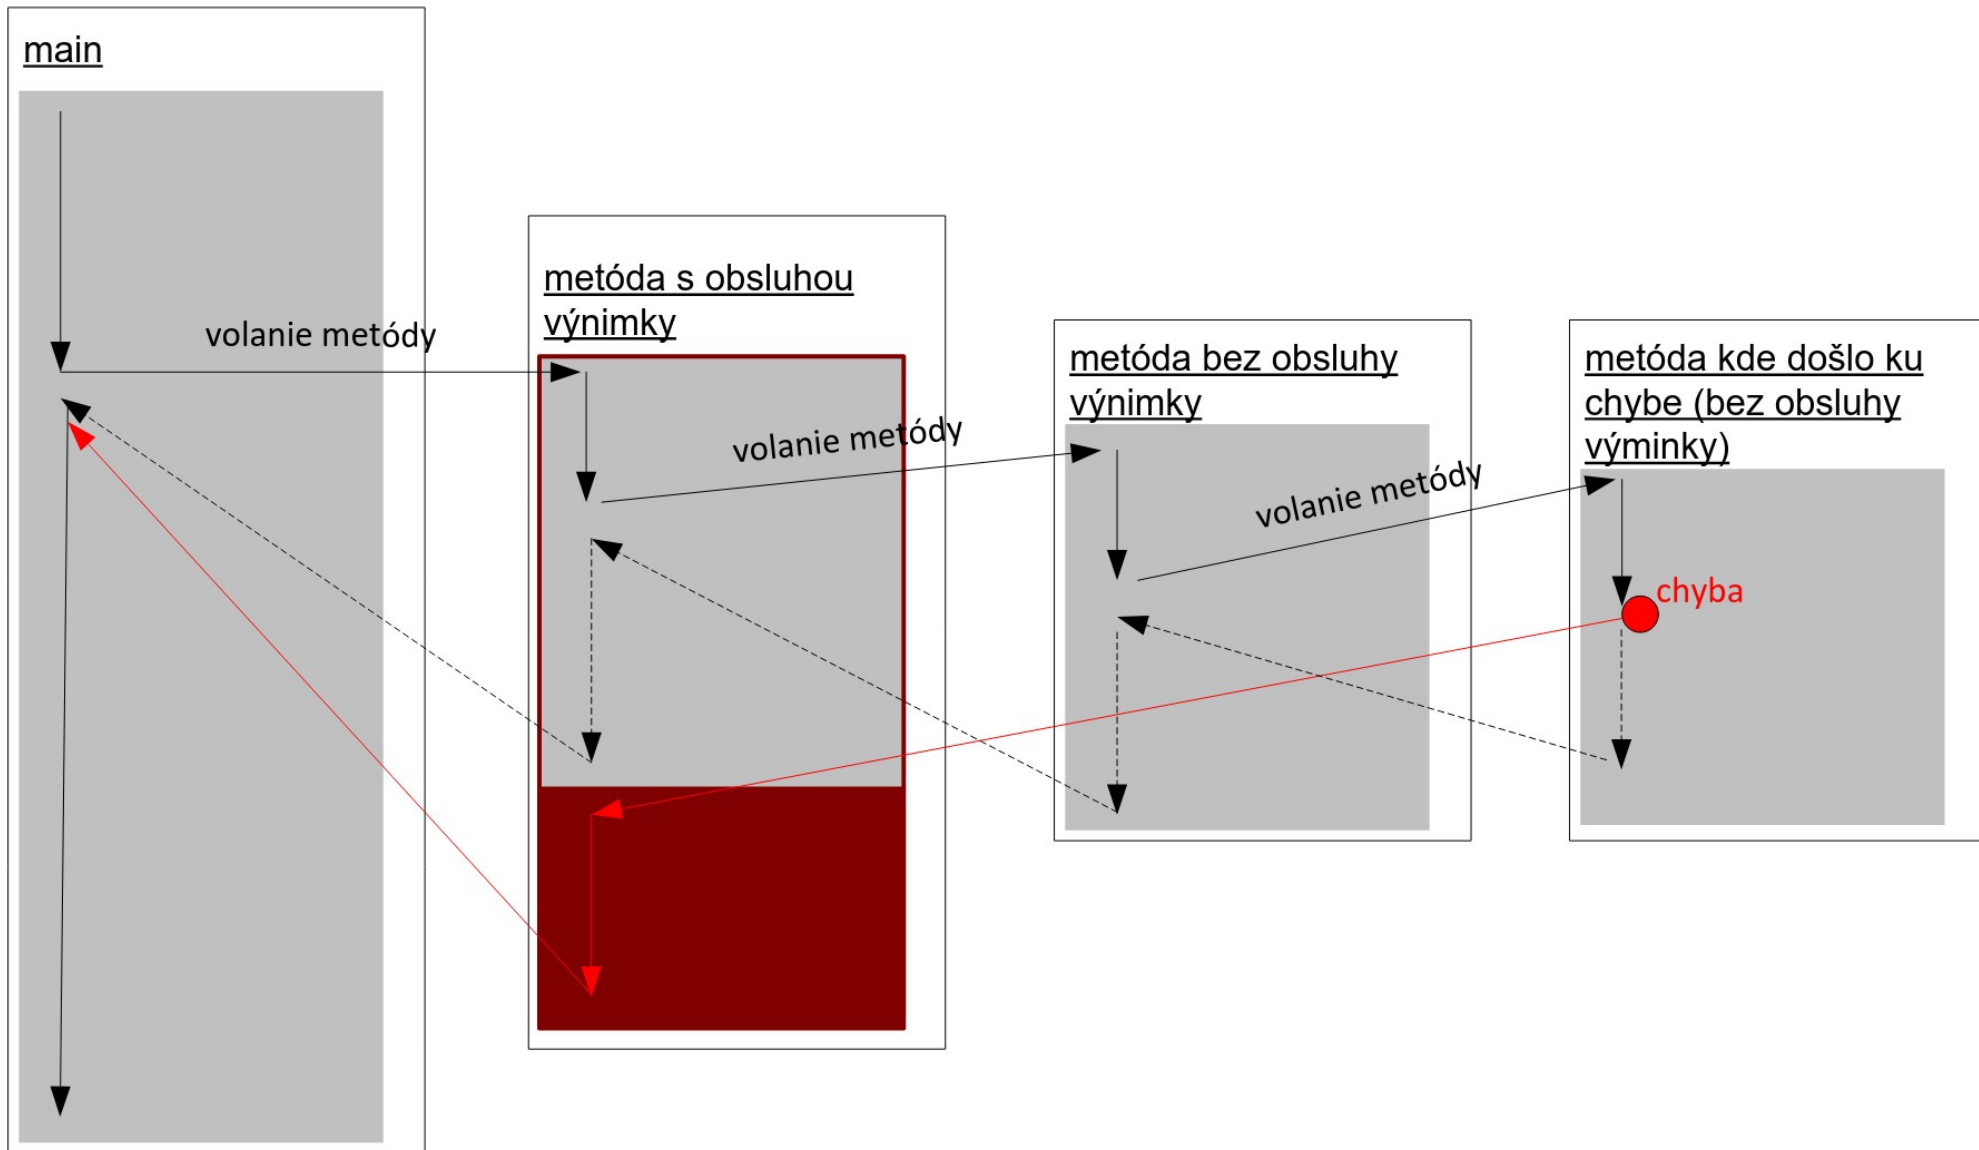 main
volanie metódy
metóda s obsluhou
výnimky
volanie metódy
metóda bez obsluhy
výnimky
volanie metódy
metóda kde došlo ku
chybe (bez obsluhy
výminky)
chyba